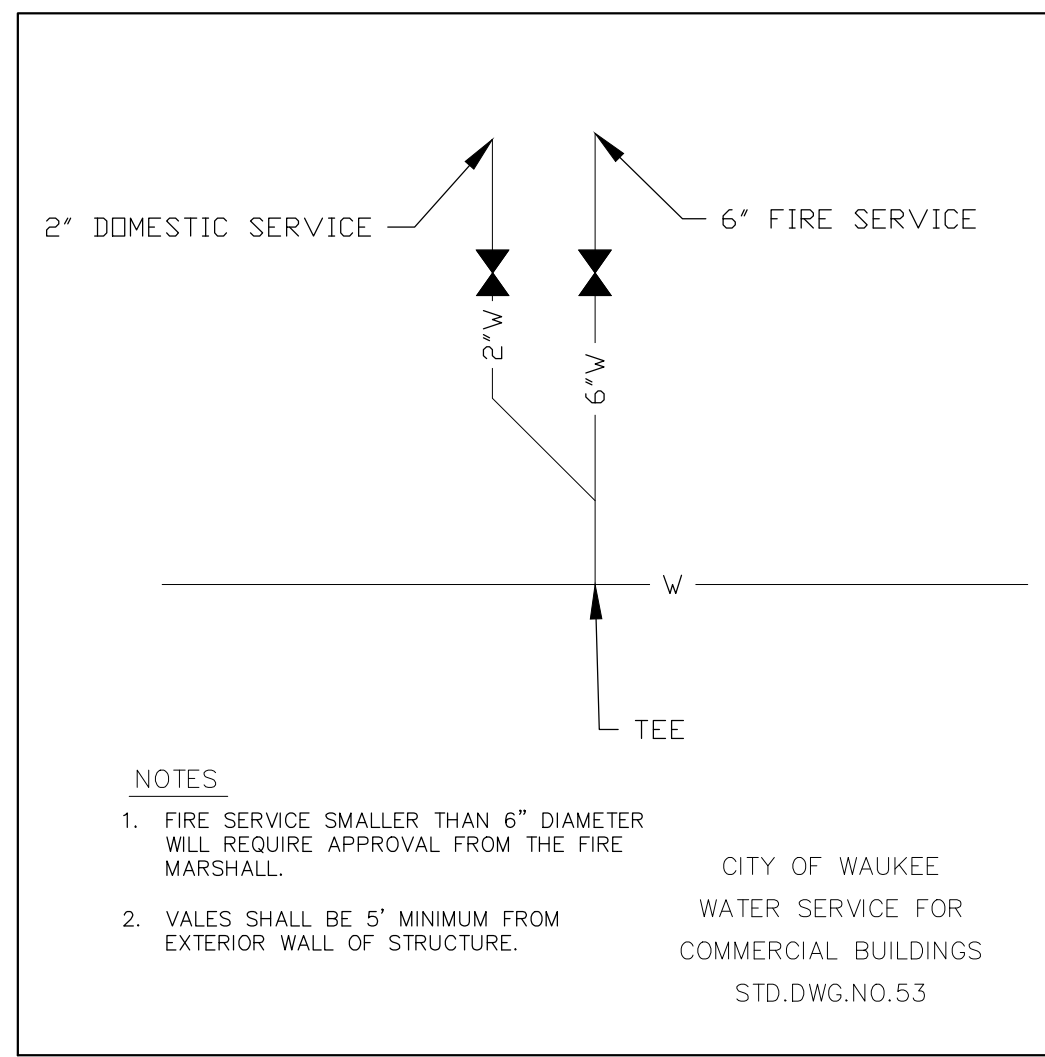 2" DOMESTIC SERVICE
6" FIRE SERVICE
2"W
6"W
W
TEE
NOTES
1. FIRE SERVICE SMALLER THAN 6” DIAMETER
WILL REQUIRE APPROVAL FROM THE FIRE
MARSHALL.
2. VALES SHALL BE 5’ MINIMUM FROM
EXTERIOR WALL OF STRUCTURE.
CITY OF WAUKEE
WATER SERVICE FOR
COMMERCIAL BUILDINGS
STD.DWG.NO.53